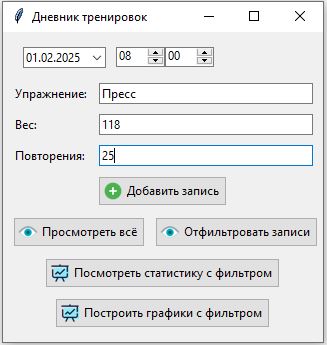 Дневник тренировок
01.02.2025 08 00
Упражнение: Пресс
Вес: 118
Повторения: 25
Добавить запись
Просмотреть всё Отфильтровать записи
Посмотреть статистику с фильтром
Построить графики с фильтром